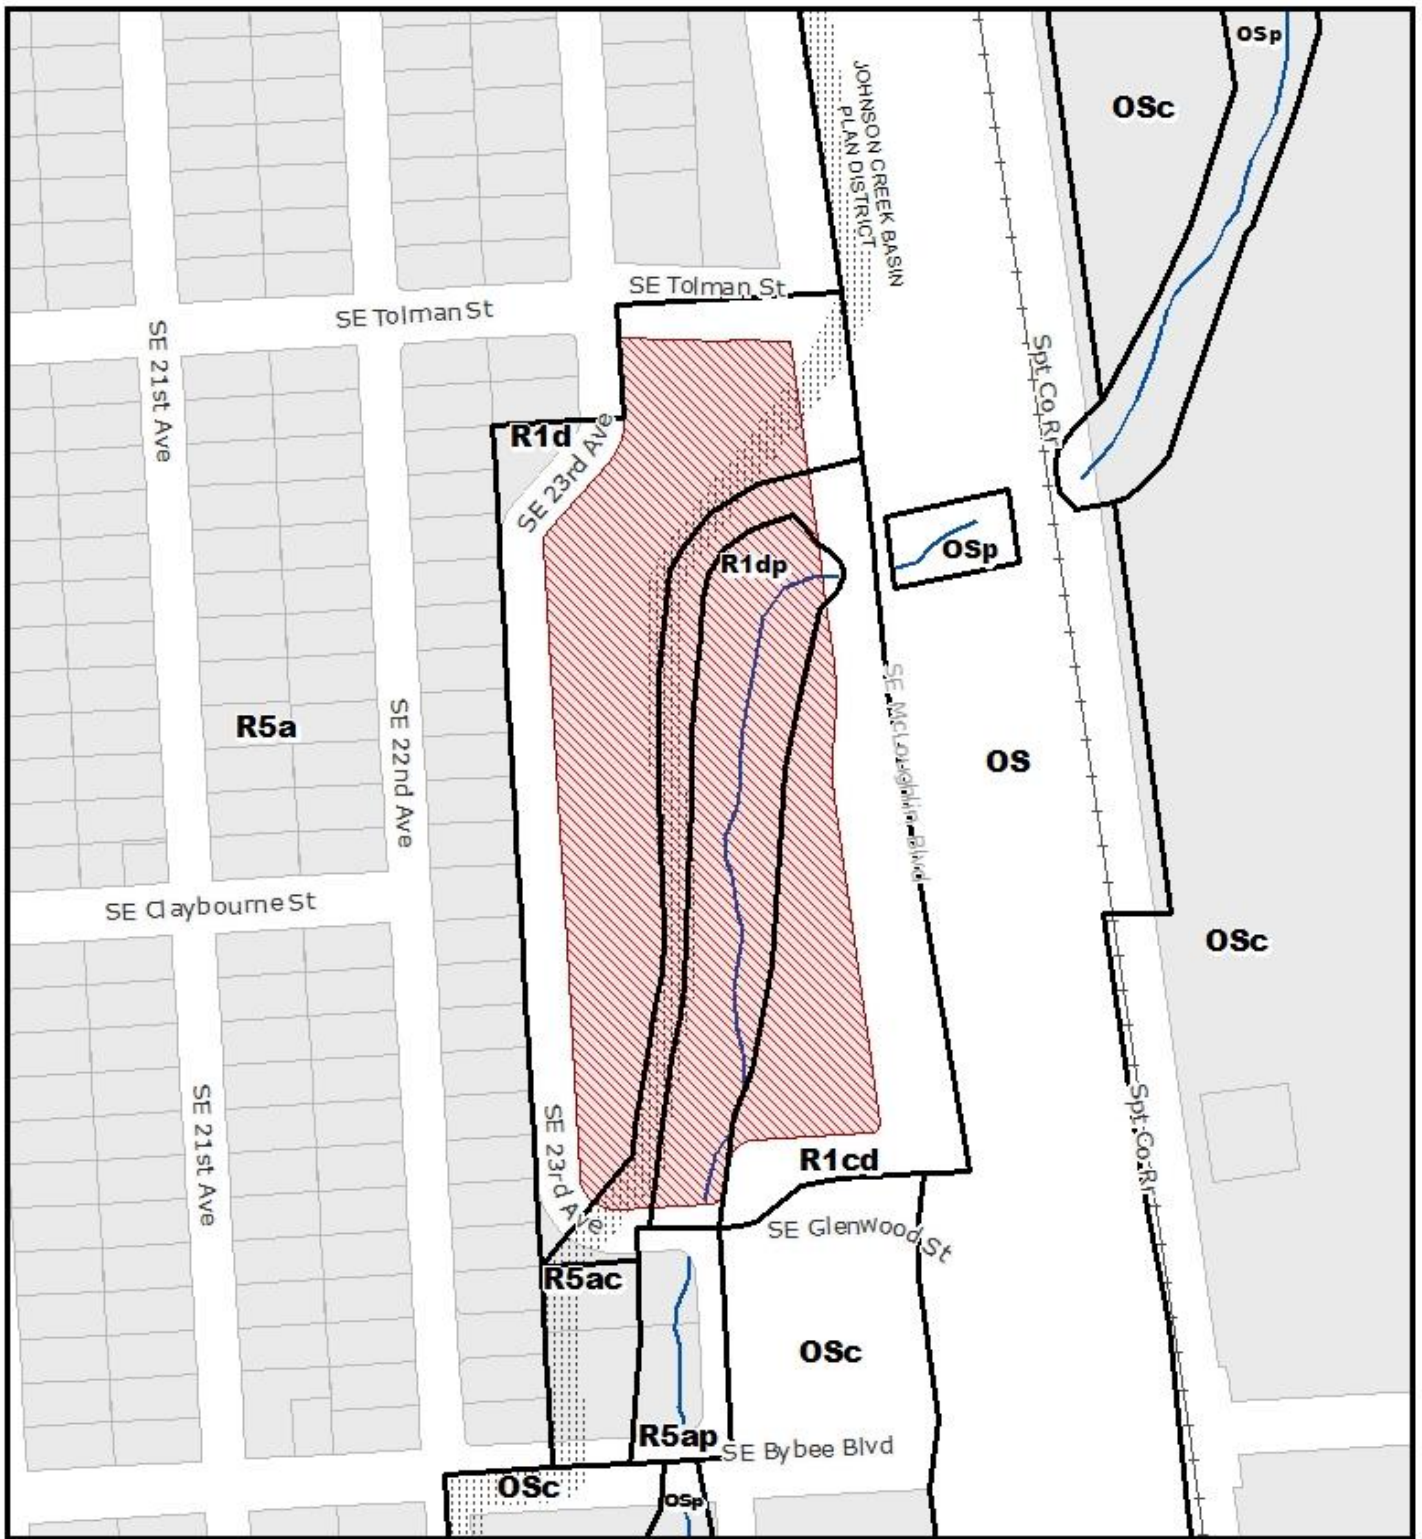 OSp
OSc
JOHNSON CREEK BASIN
PLAN DISTRICT
SE Tolman St
SE Tolman St
SE 21st Ave
Spt Co Rr
R1d
SE 23rd Ave
OSp
R1dp
SE McLoughlin Blvd
SE 22nd Ave
R5a
OS
SE Claybourne St
OSc
SE 21st Ave
SE 23rd Ave
Spt Co Rr
R1cd
SE Glenwood St
R5ac
OSc
R5ap
SE Bybee Blvd
OSc
OSp